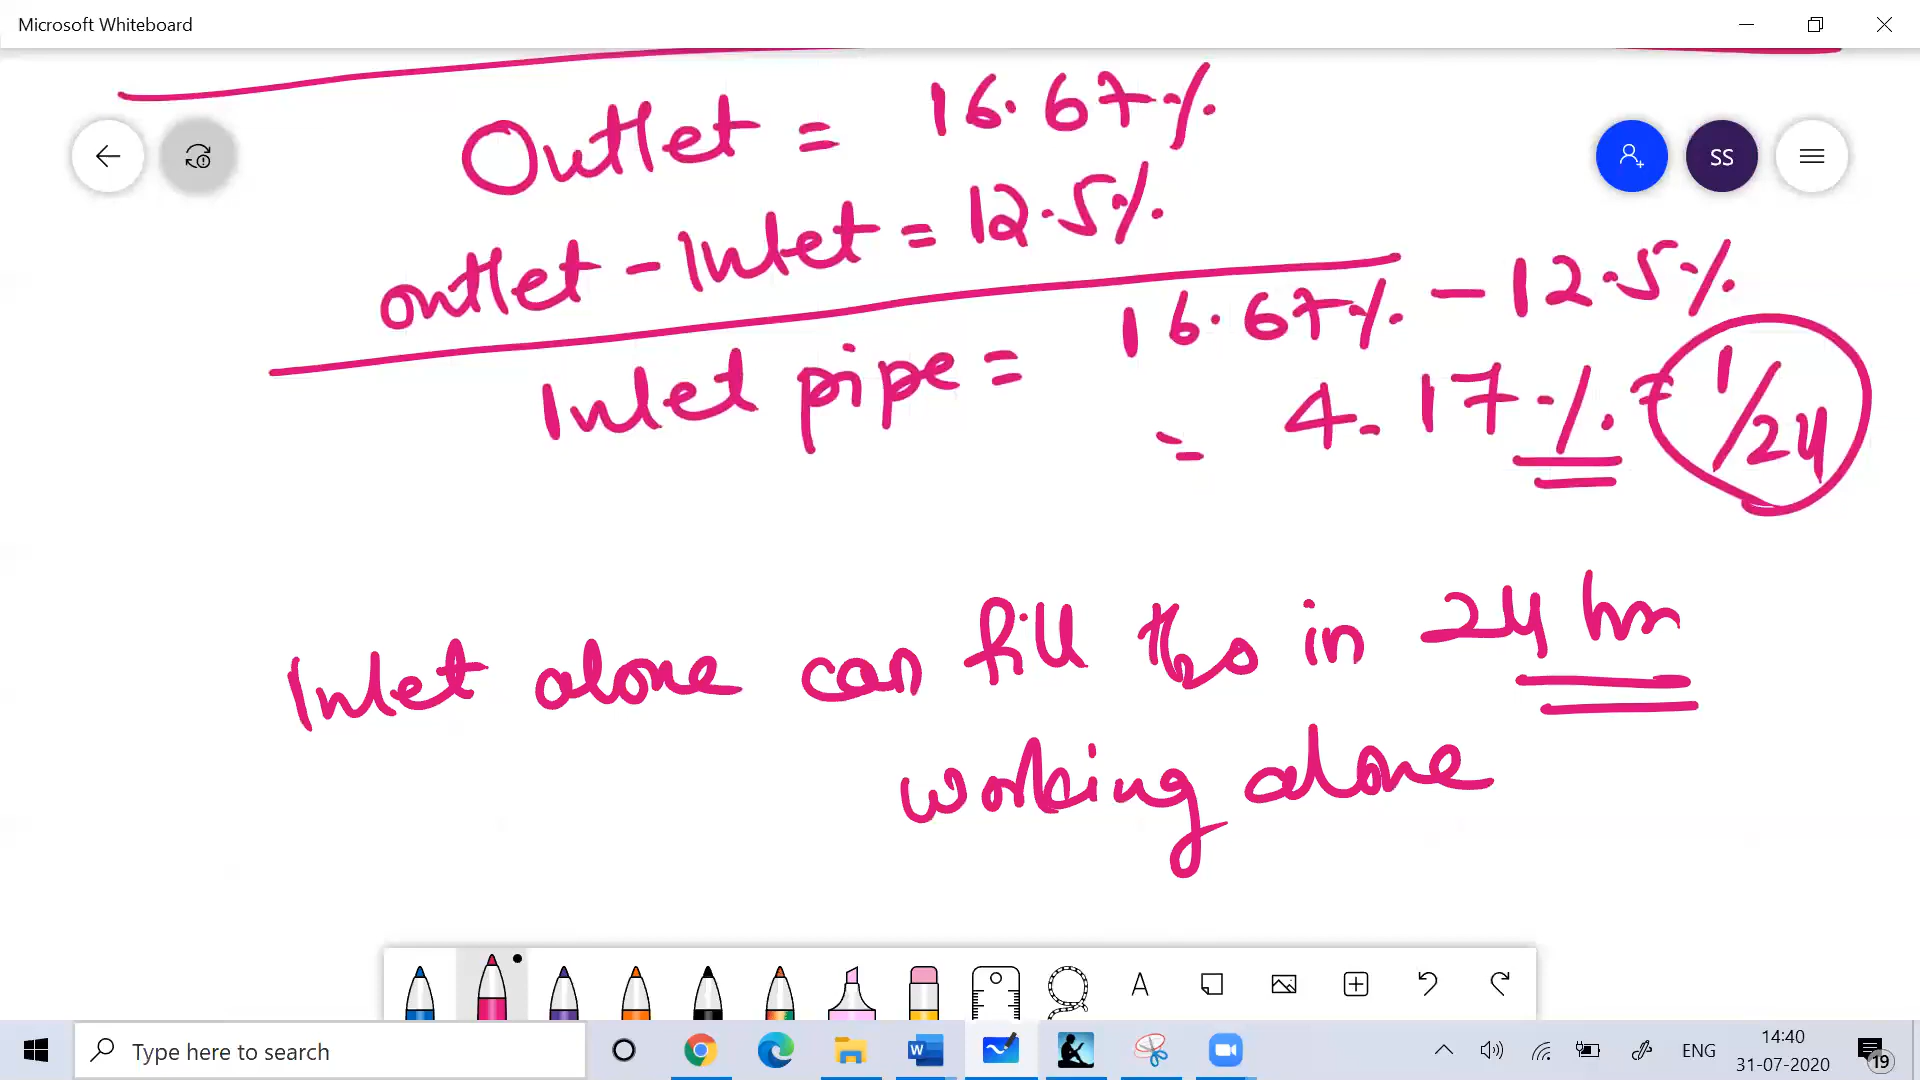 Microsoft Whiteboard
Outlet = 16.67%
SS
outlet - Inlet = 12.5%
Inlet pipe = 16.67% - 12.5%
= 4.17% = 1/24
Inlet alone can fill in 24 hrs
working alone
A
Type here to search
W
ENG
14:40
31-07-2020
19